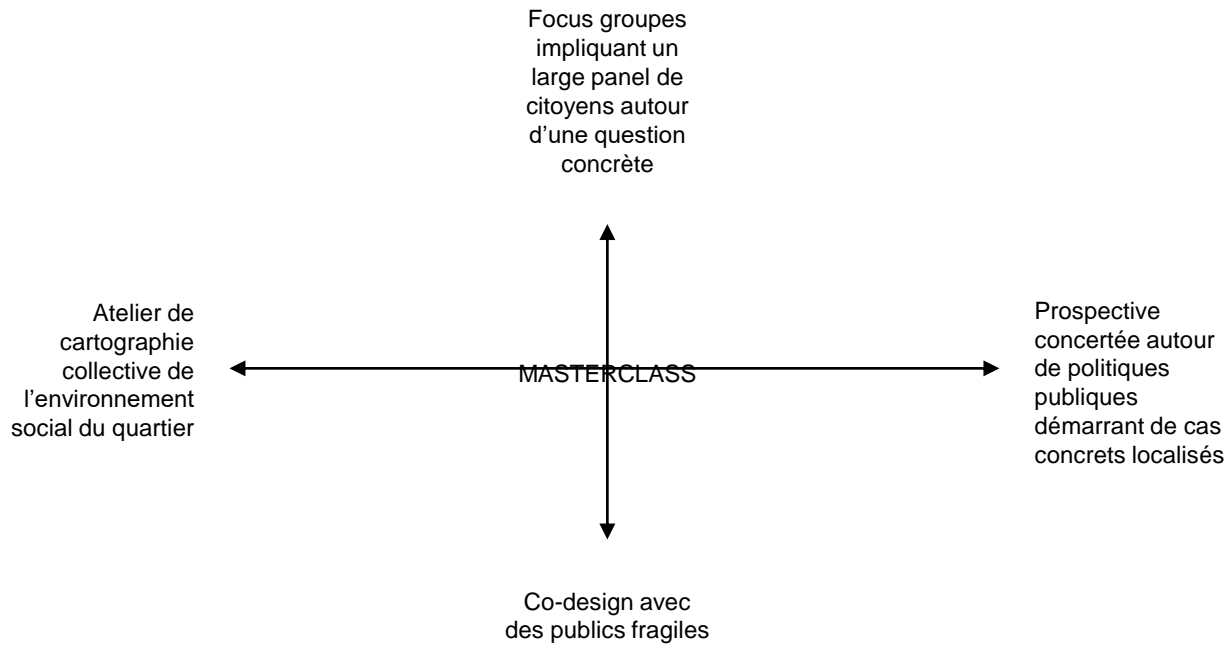 Focus groupes
impliquant un
large panel de
citoyens autour
d’une question
concrète
Atelier de
cartographie
collective de
l’environnement
social du quartier
MASTERCLASS
Prospective
concertée autour
de politiques
publiques
démarrant de cas
concrets localisés
Co-design avec
des publics fragiles